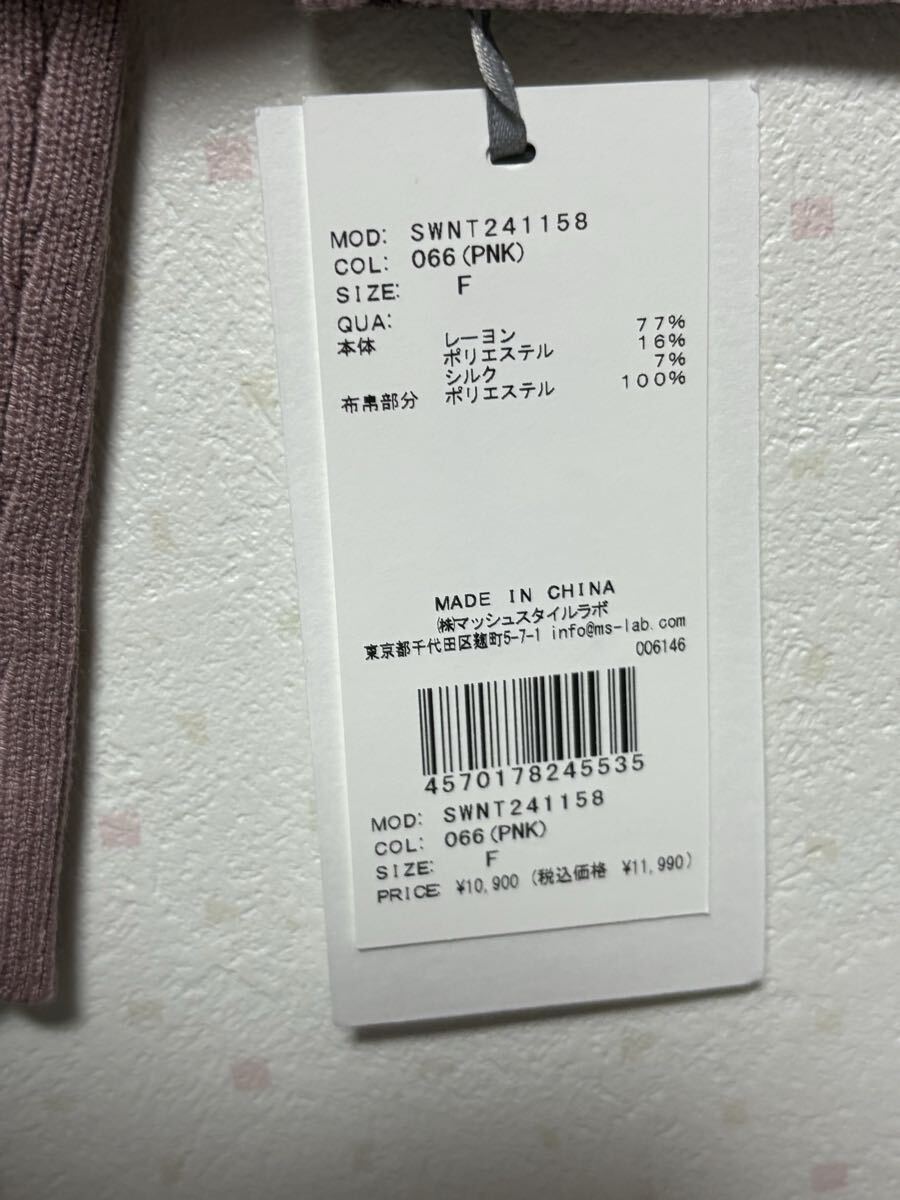 MOD: SWNT241158
COL: 066(PNK)
SIZE: F
QUA:
本体 レーヨン 77%
ポリエステル 16%
シルク 7%
布帛部分 ポリエステル 100%
MADE IN CHINA
㈱マッシュスタイルラボ
東京都千代田区麹町5-7-1 info@ms-lab.com
006146
4570178245535
MOD: SWNT241158
COL: 066(PNK)
SIZE: F
PRICE: ¥10,900 (税込価格 ¥11,990)